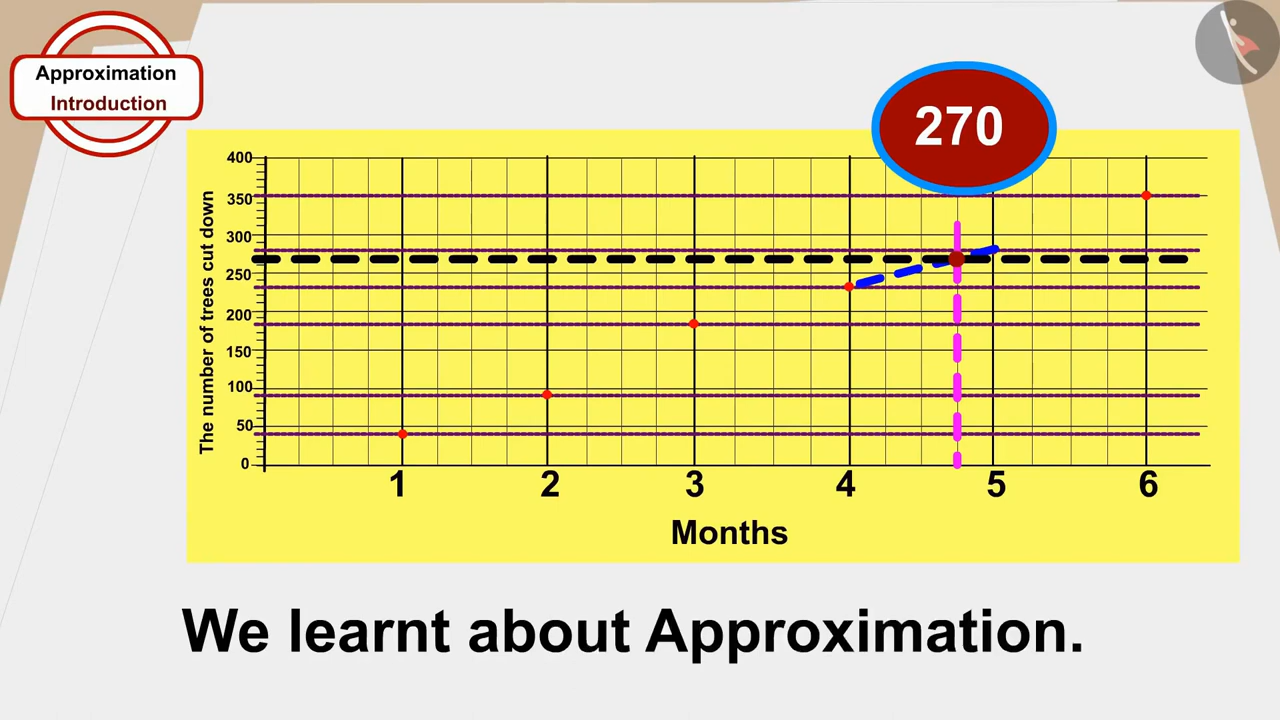 Approximation
Introduction
270
The number of trees cut down
400
350
300
250
200
150
100
50
0
1 2 3 4 5 6
Months
We learnt about Approximation.